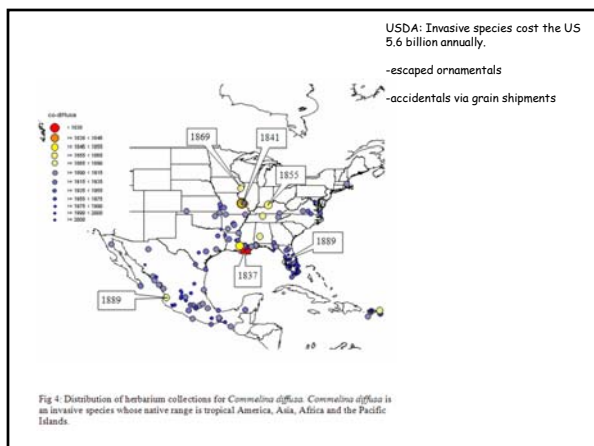 USDA: Invasive species cost the US
5.6 billion annually.
-escaped ornamentals
-accidentals via grain shipments
1869
1841
1855
1889
1837
1889
Fig 4: Distribution of herbarium collections for Commelina diffusa. Commelina diffusa is
an invasive species whose native range is tropical America, Asia, Africa and the Pacific
Islands.